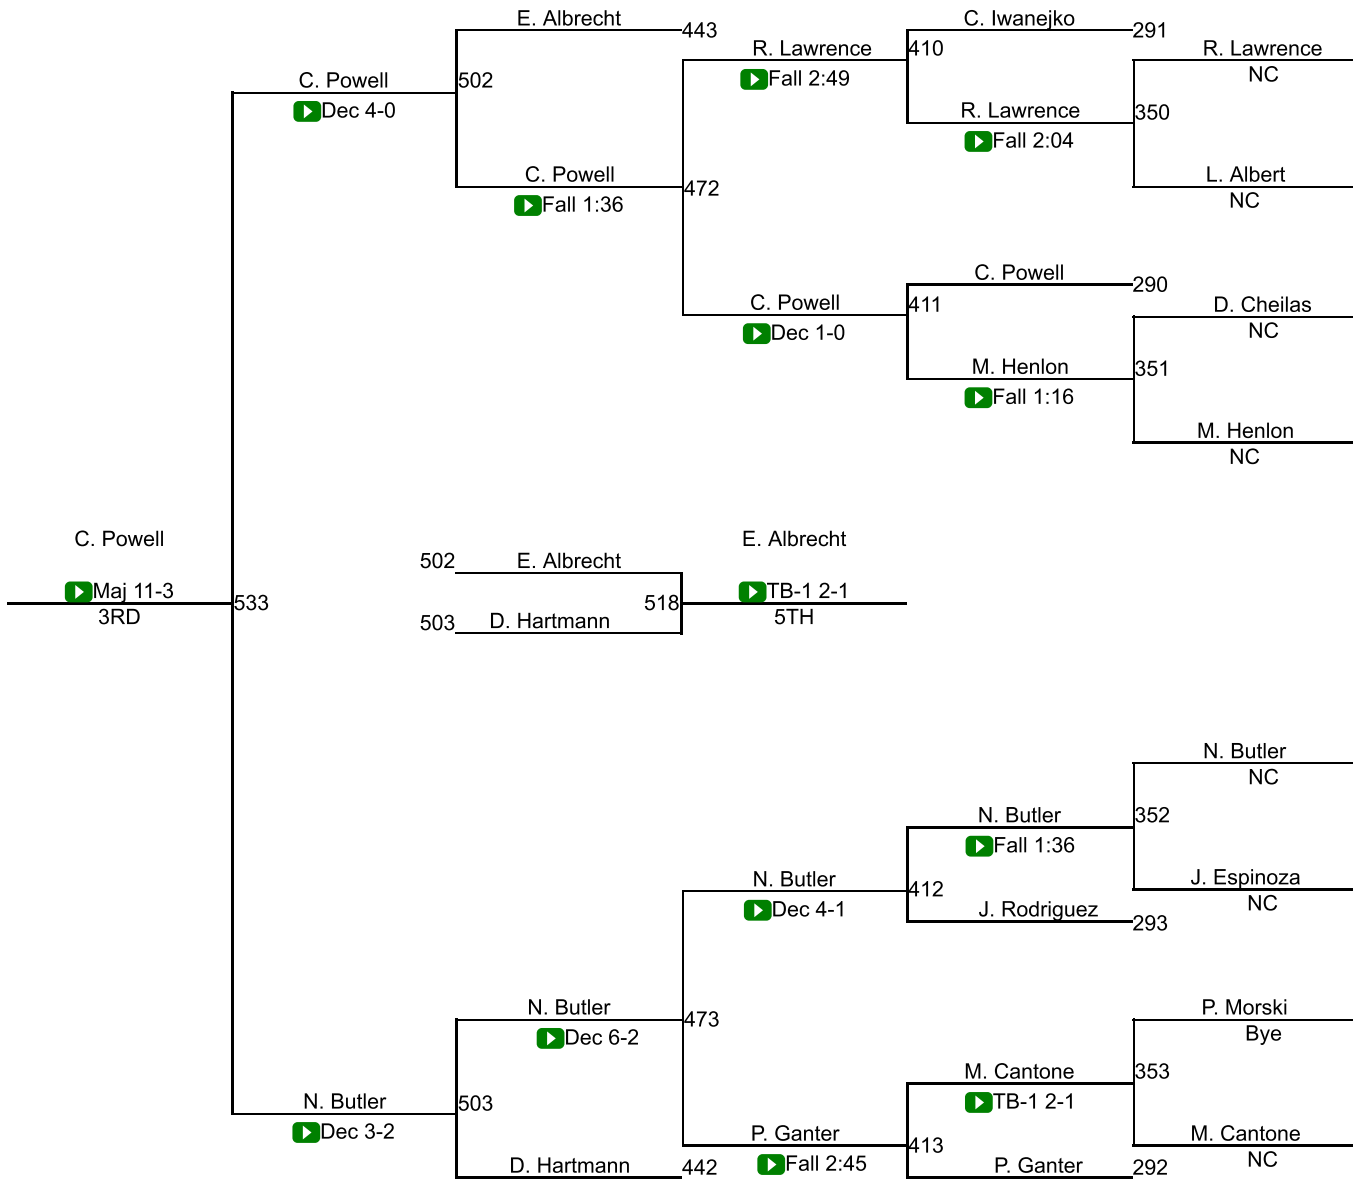 E. Albrecht
443
C. Iwanejko
291
R. Lawrence
410
R. Lawrence
NC
C. Powell
502
Fall 2:49
Dec 4-0
R. Lawrence
350
Fall 2:04
C. Powell
472
L. Albert
NC
Fall 1:36
C. Powell
290
C. Powell
411
D. Cheilas
NC
Dec 1-0
M. Henlon
351
Fall 1:16
M. Henlon
NC
C. Powell
E. Albrecht
502
E. Albrecht
Maj 11-3
533
518
TB-1 2-1
3RD
503
D. Hartmann
5TH
N. Butler
NC
N. Butler
352
Fall 1:36
N. Butler
412
J. Espinoza
NC
Dec 4-1
J. Rodriguez
293
N. Butler
473
P. Morski
Bye
Dec 6-2
M. Cantone
353
N. Butler
503
TB-1 2-1
Dec 3-2
P. Ganter
413
M. Cantone
NC
D. Hartmann
442
Fall 2:45
P. Ganter
292